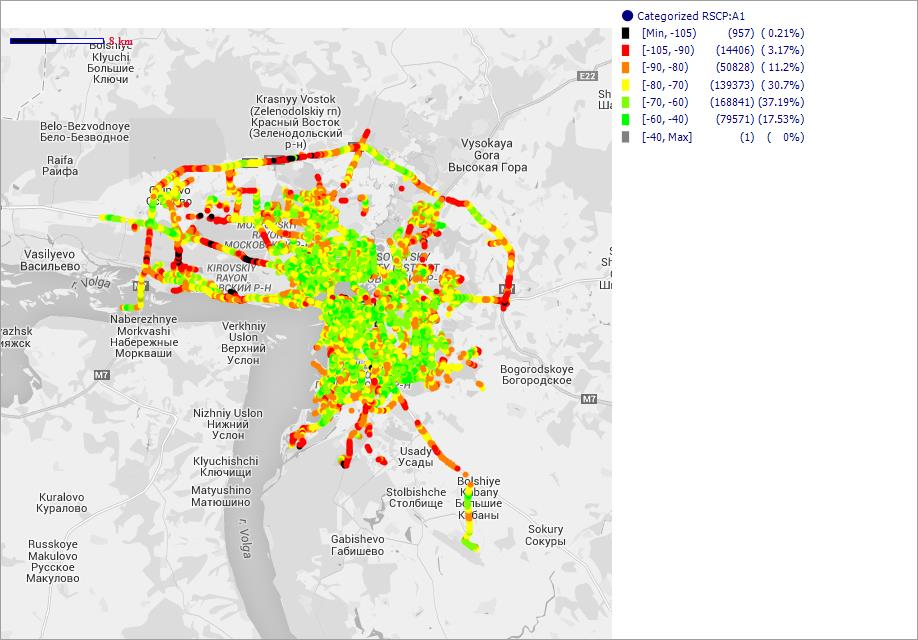 8 km
Bolshiye
Klyuchi
Большие
Ключи
E22
Krasnyy Vostok
(Zelenodolskiy rn)
Красный Восток
(Зеленодольский
р-н)
Belo-Bezvodnoye
Бело-Безводное
Raifa
Раифа
Vysokaya
Gora
Высокая Гора
Sh
Ша
Vasilyevo
Васильево
KIROVSKIY
RAYON
r. Volga
Naberezhnye
Morkvashi
Набережные
Моркваши
Verkhniy
Uslon
Верхний
Услон
M7
Bogorodskoye
Богородское
M7
Nizhniy Uslon
Нижний
Услон
Klyuchishchi
Ключищи
Usady
Усады
Matyushino
Матюшино
Stolbishche
Столбище
Bolshiye
Kabany
Большие
Кабаны
Kuralovo
Куралово
r. Volga
Gabishevo
Габишево
Sokury
Сокуры
Russkoye
Makulovo
Русское
Макулово
Categorized RSCP:A1
[Min, -105) (957) ( 0.21%)
[-105, -90) (14406) ( 3.17%)
[-90, -80) (50828) ( 11.2%)
[-80, -70) (139373) ( 30.7%)
[-70, -60) (168841) (37.19%)
[-60, -40) (79571) (17.53%)
[-40, Max] (1) ( 0%)